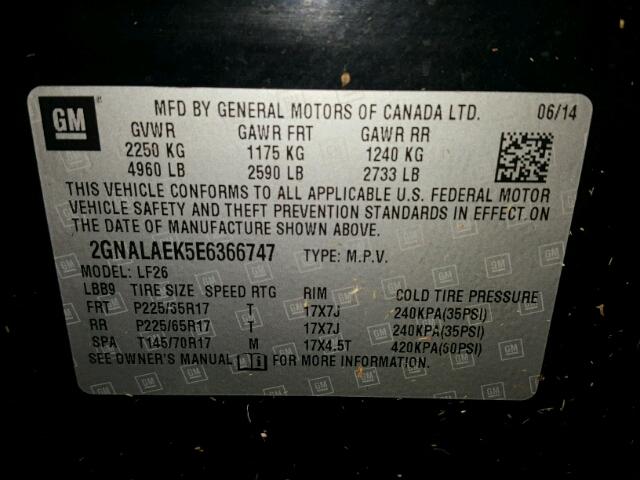 GM
MFD BY GENERAL MOTORS OF CANADA LTD. 06/14
GVWR GAWR FRT GAWR RR
2250 KG 1175 KG 1240 KG
4960 LB 2590 LB 2733 LB
THIS VEHICLE CONFORMS TO ALL APPLICABLE U.S. FEDERAL MOTOR
VEHICLE SAFETY AND THEFT PREVENTION STANDARDS IN EFFECT ON
THE DATE OF MANUFACTURE SHOWN ABOVE.
2GNALAEK5E6366747 TYPE: M.P.V.
MODEL: LF26
LBB9 TIRE SIZE SPEED RTG RIM COLD TIRE PRESSURE
FRT P225/35R17 T 17X7J 240KPA(35PSI)
RR P225/65R17 T 17X7J 240KPA(35PSI)
SPA T145/70R17 M 17X4.5T 420KPA(60PSI)
SEE OWNER'S MANUAL FOR MORE INFORMATION.